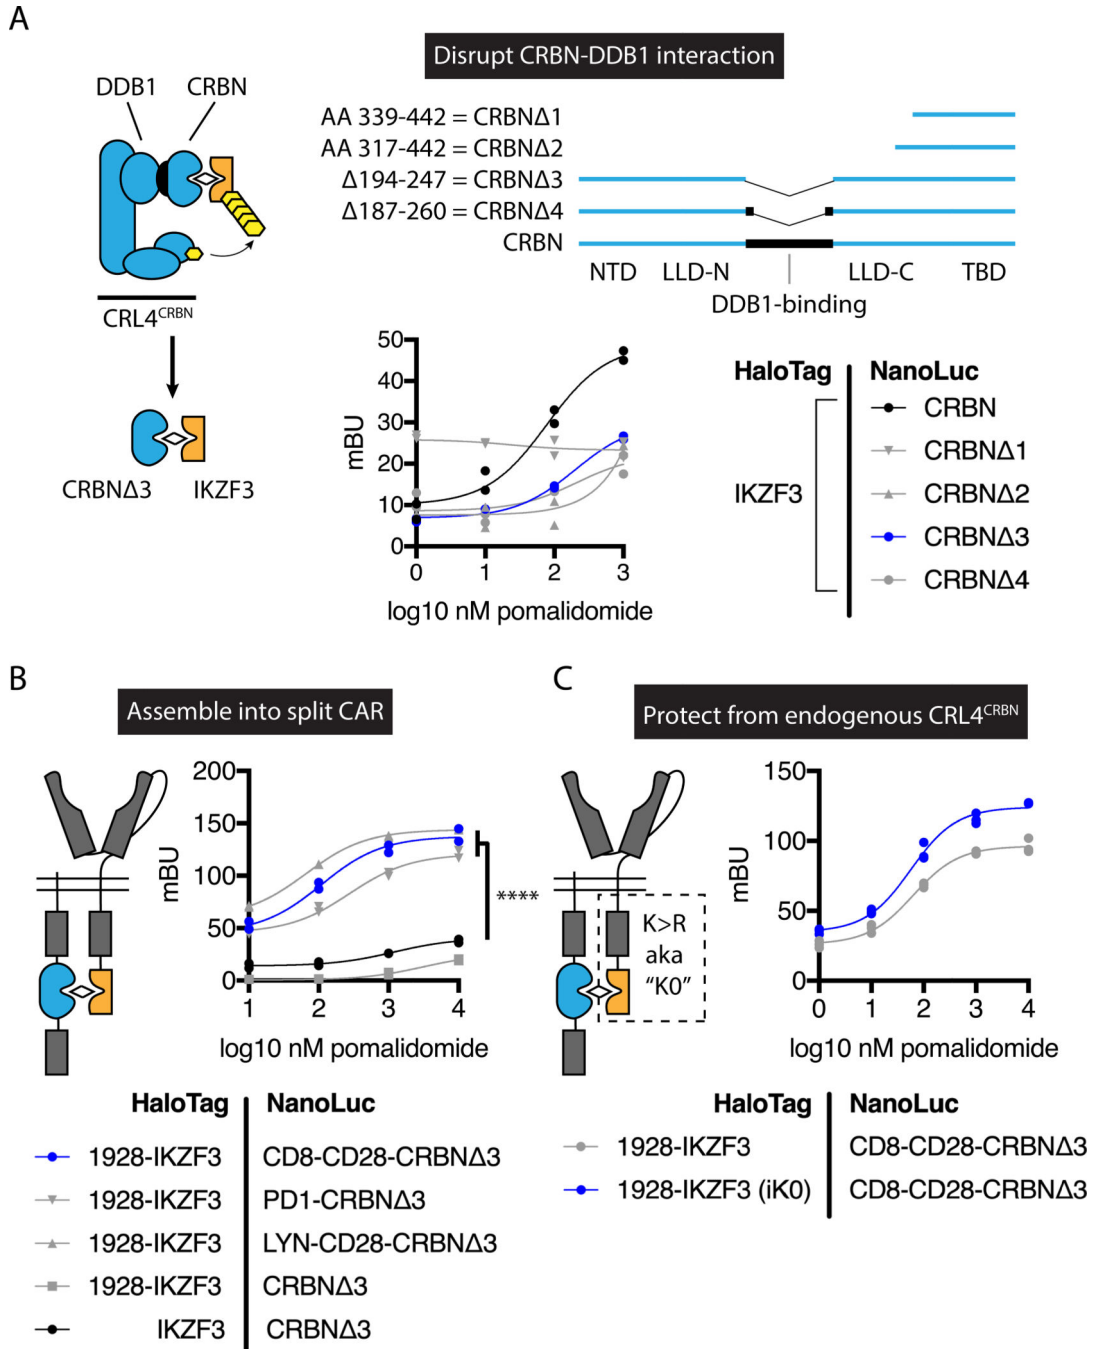 A
Disrupt CRBN-DDB1 interaction
DDB1 CRBN
CRL4CRBN
CRBNΔ3 IKZF3
AA 339-442 = CRBNΔ1
AA 317-442 = CRBNΔ2
Δ194-247 = CRBNΔ3
Δ187-260 = CRBNΔ4
CRBN
NTD LLD-N LLD-C TBD
DDB1-binding
50
40
30
20
10
0
mBU
0 1 2 3
log10 nM pomalidomide
HaloTag NanoLuc
IKZF3
CRBN
CRBNΔ1
CRBNΔ2
CRBNΔ3
CRBNΔ4
B
Assemble into split CAR
200
150
100
50
0
mBU
1 2 3 4
log10 nM pomalidomide
****
HaloTag NanoLuc
1928-IKZF3 CD8-CD28-CRBNΔ3
1928-IKZF3 PD1-CRBNΔ3
1928-IKZF3 LYN-CD28-CRBNΔ3
1928-IKZF3 CRBNΔ3
IKZF3 CRBNΔ3
C
Protect from endogenous CRL4CRBN
K>R
aka
“K0”
150
100
50
0
mBU
0 1 2 3 4
log10 nM pomalidomide
HaloTag NanoLuc
1928-IKZF3 CD8-CD28-CRBNΔ3
1928-IKZF3 (iK0) CD8-CD28-CRBNΔ3